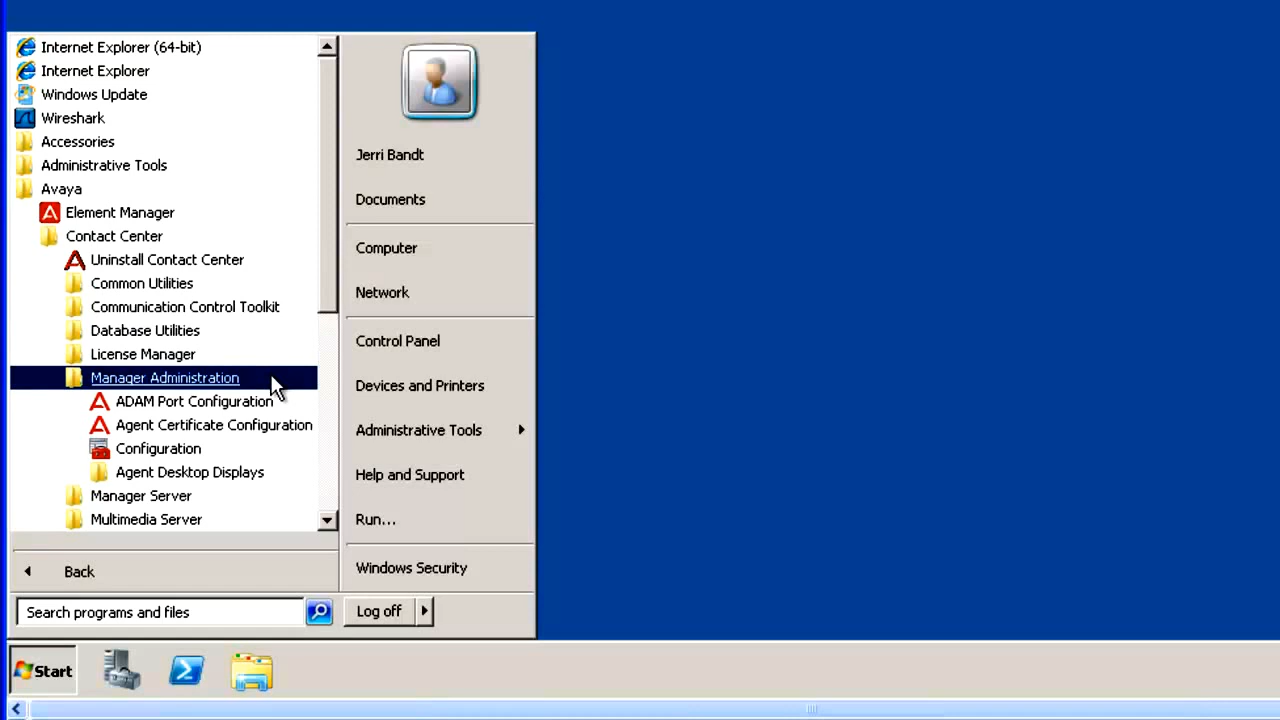 Internet Explorer (64-bit)
Internet Explorer
Windows Update
Wireshark
Accessories
Administrative Tools
Avaya
Element Manager
Contact Center
Uninstall Contact Center
Common Utilities
Communication Control Toolkit
Database Utilities
License Manager
Manager Administration
ADAM Port Configuration
Agent Certificate Configuration
Configuration
Agent Desktop Displays
Manager Server
Multimedia Server
Back
Search programs and files
Jerri Bandt
Documents
Computer
Network
Control Panel
Devices and Printers
Administrative Tools
Help and Support
Run...
Windows Security
Log off
Start